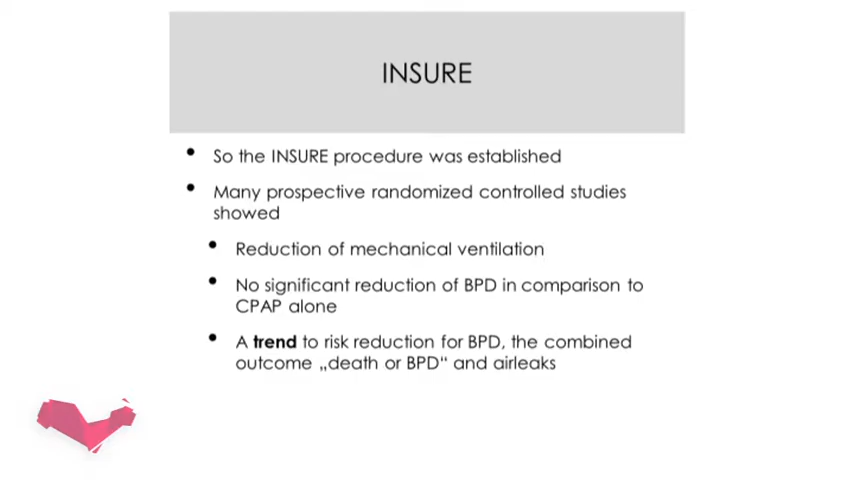 INSURE
• So the INSURE procedure was established
• Many prospective randomized controlled studies
showed
• Reduction of mechanical ventilation
• No significant reduction of BPD in comparison to
CPAP alone
• A trend to risk reduction for BPD, the combined
outcome „death or BPD“ and airleaks